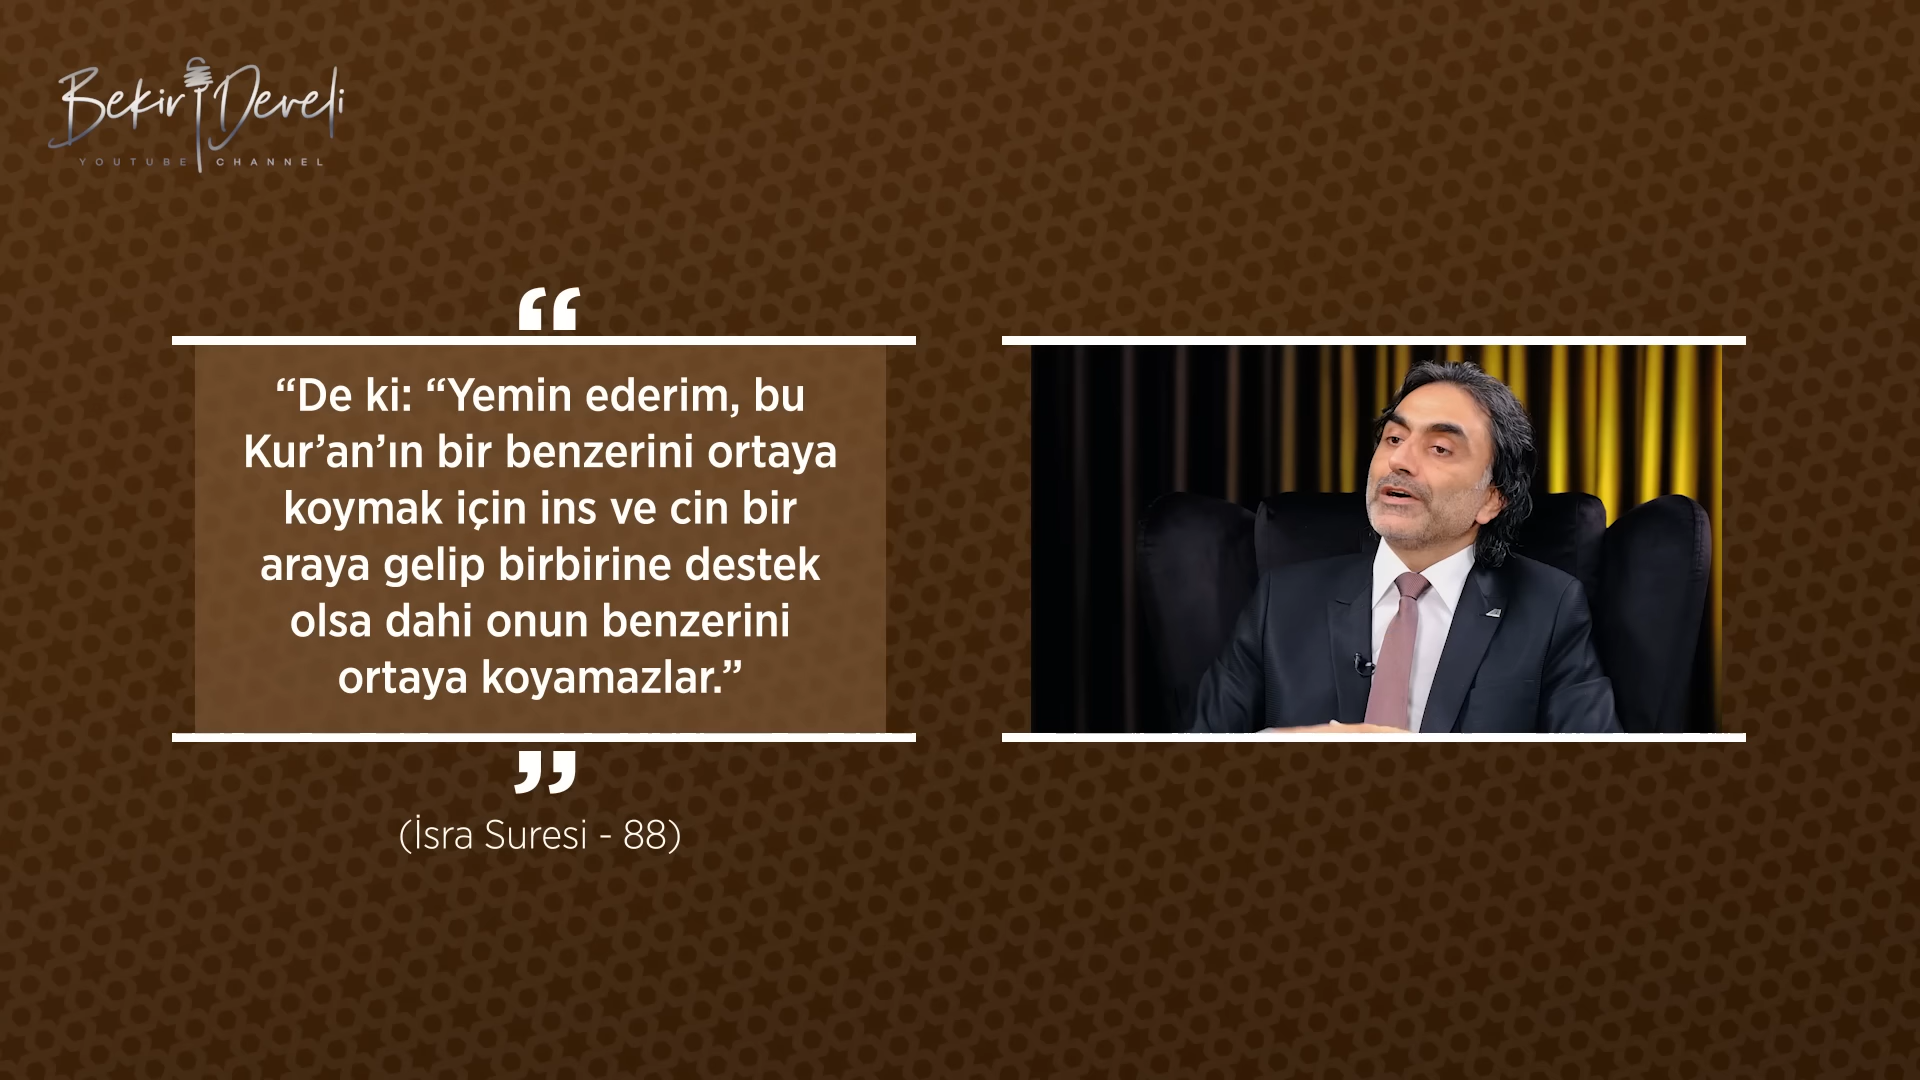 Bekir Develi
YOUTUBE CHANNEL
“
“De ki: “Yemin ederim, bu
Kur’an’ın bir benzerini ortaya
koymak için ins ve cin bir
araya gelip birbirine destek
olsa dahi onun benzerini
ortaya koyamazlar.”
”
(İsra Suresi - 88)